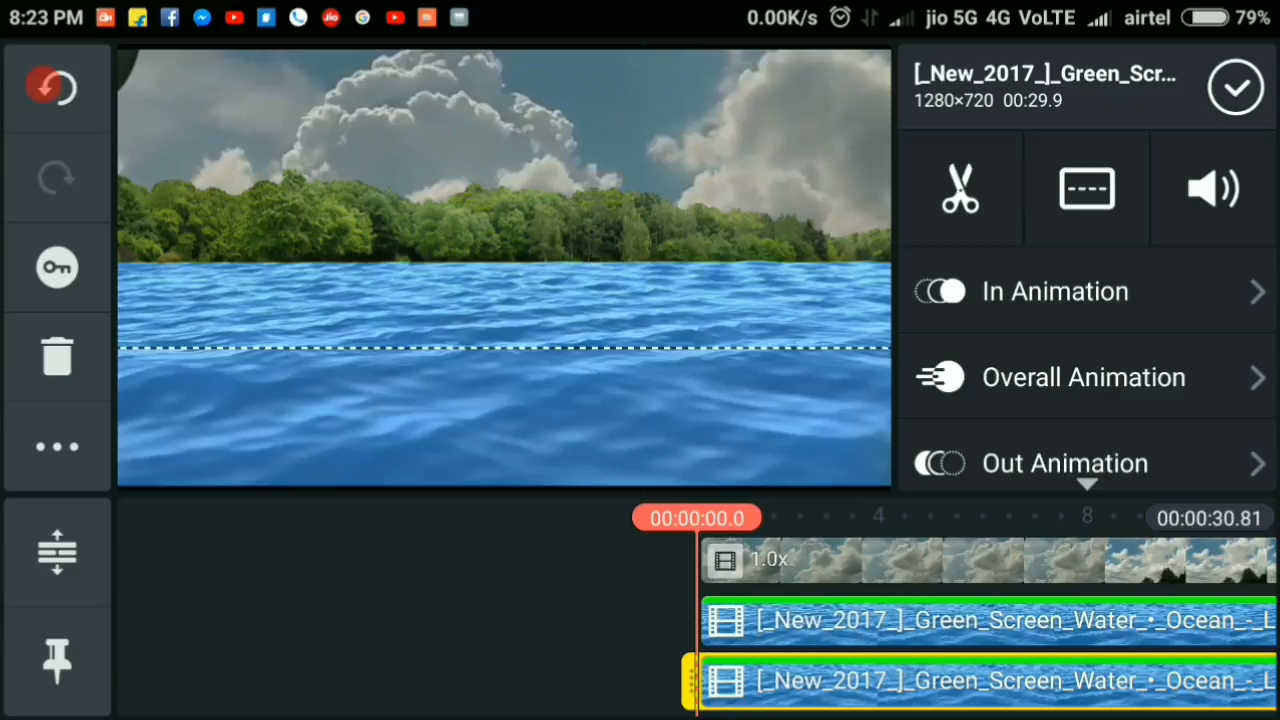 8:23 PM 0.00K/s jio 5G 4G VoLTE airtel 79%
[_New_2017_]_Green_Scr...
1280×720 00:29.9
In Animation
Overall Animation
Out Animation
00:00:00.0 4 8 00:00:30.81
1.0x
[_New_2017_]_Green_Screen_Water_•_Ocean_-_L
[_New_2017_]_Green_Screen_Water_•_Ocean_-_L